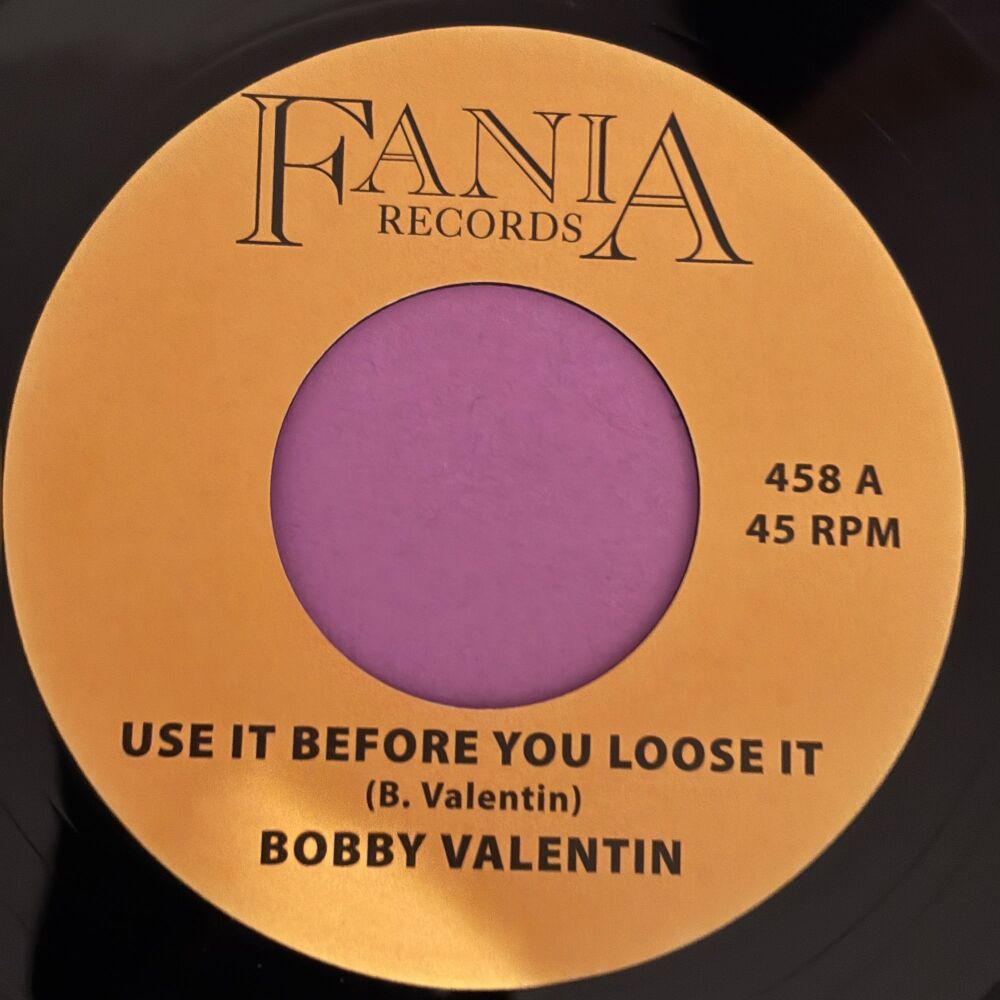 FANIA
RECORDS
458 A
45 RPM
USE IT BEFORE YOU LOOSE IT
(B. Valentin)
BOBBY VALENTIN